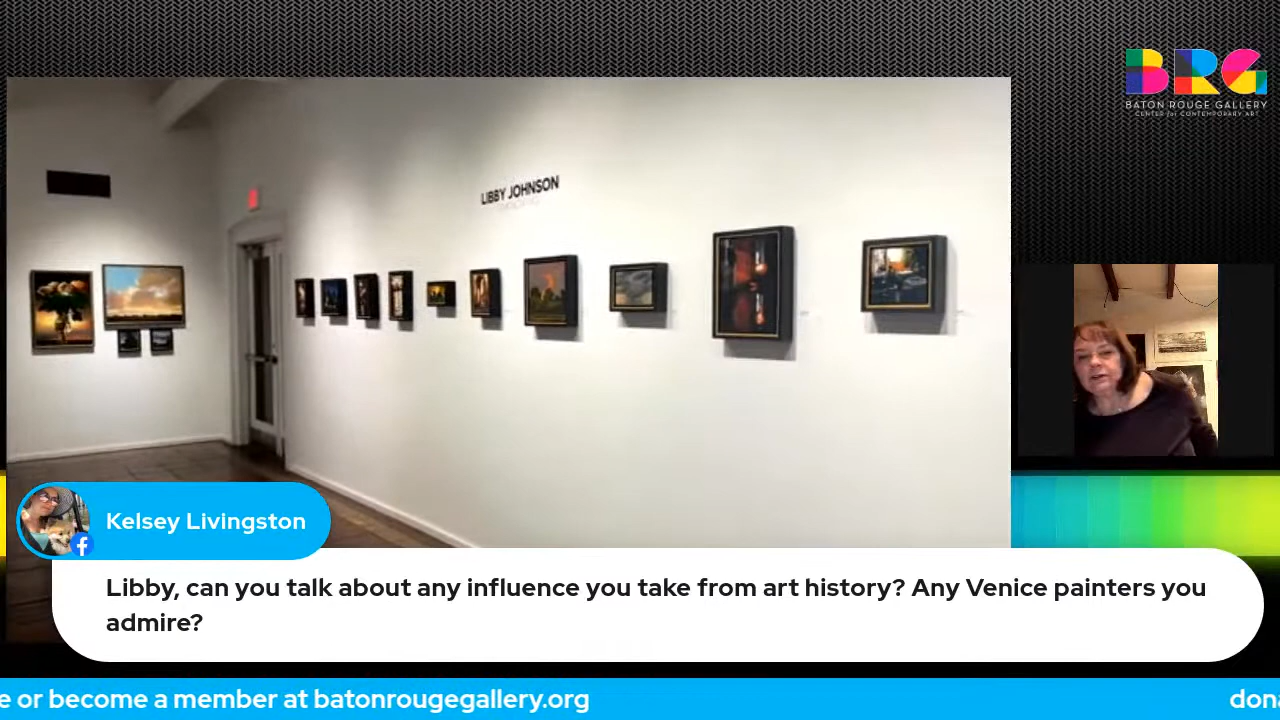 BRG
BATON ROUGE GALLERY
CENTER for CONTEMPORARY ART
LIBBY JOHNSON
Kelsey Livingston
Libby, can you talk about any influence you take from art history? Any Venice painters you
admire?
e or become a member at batonrougegallery.org
dona